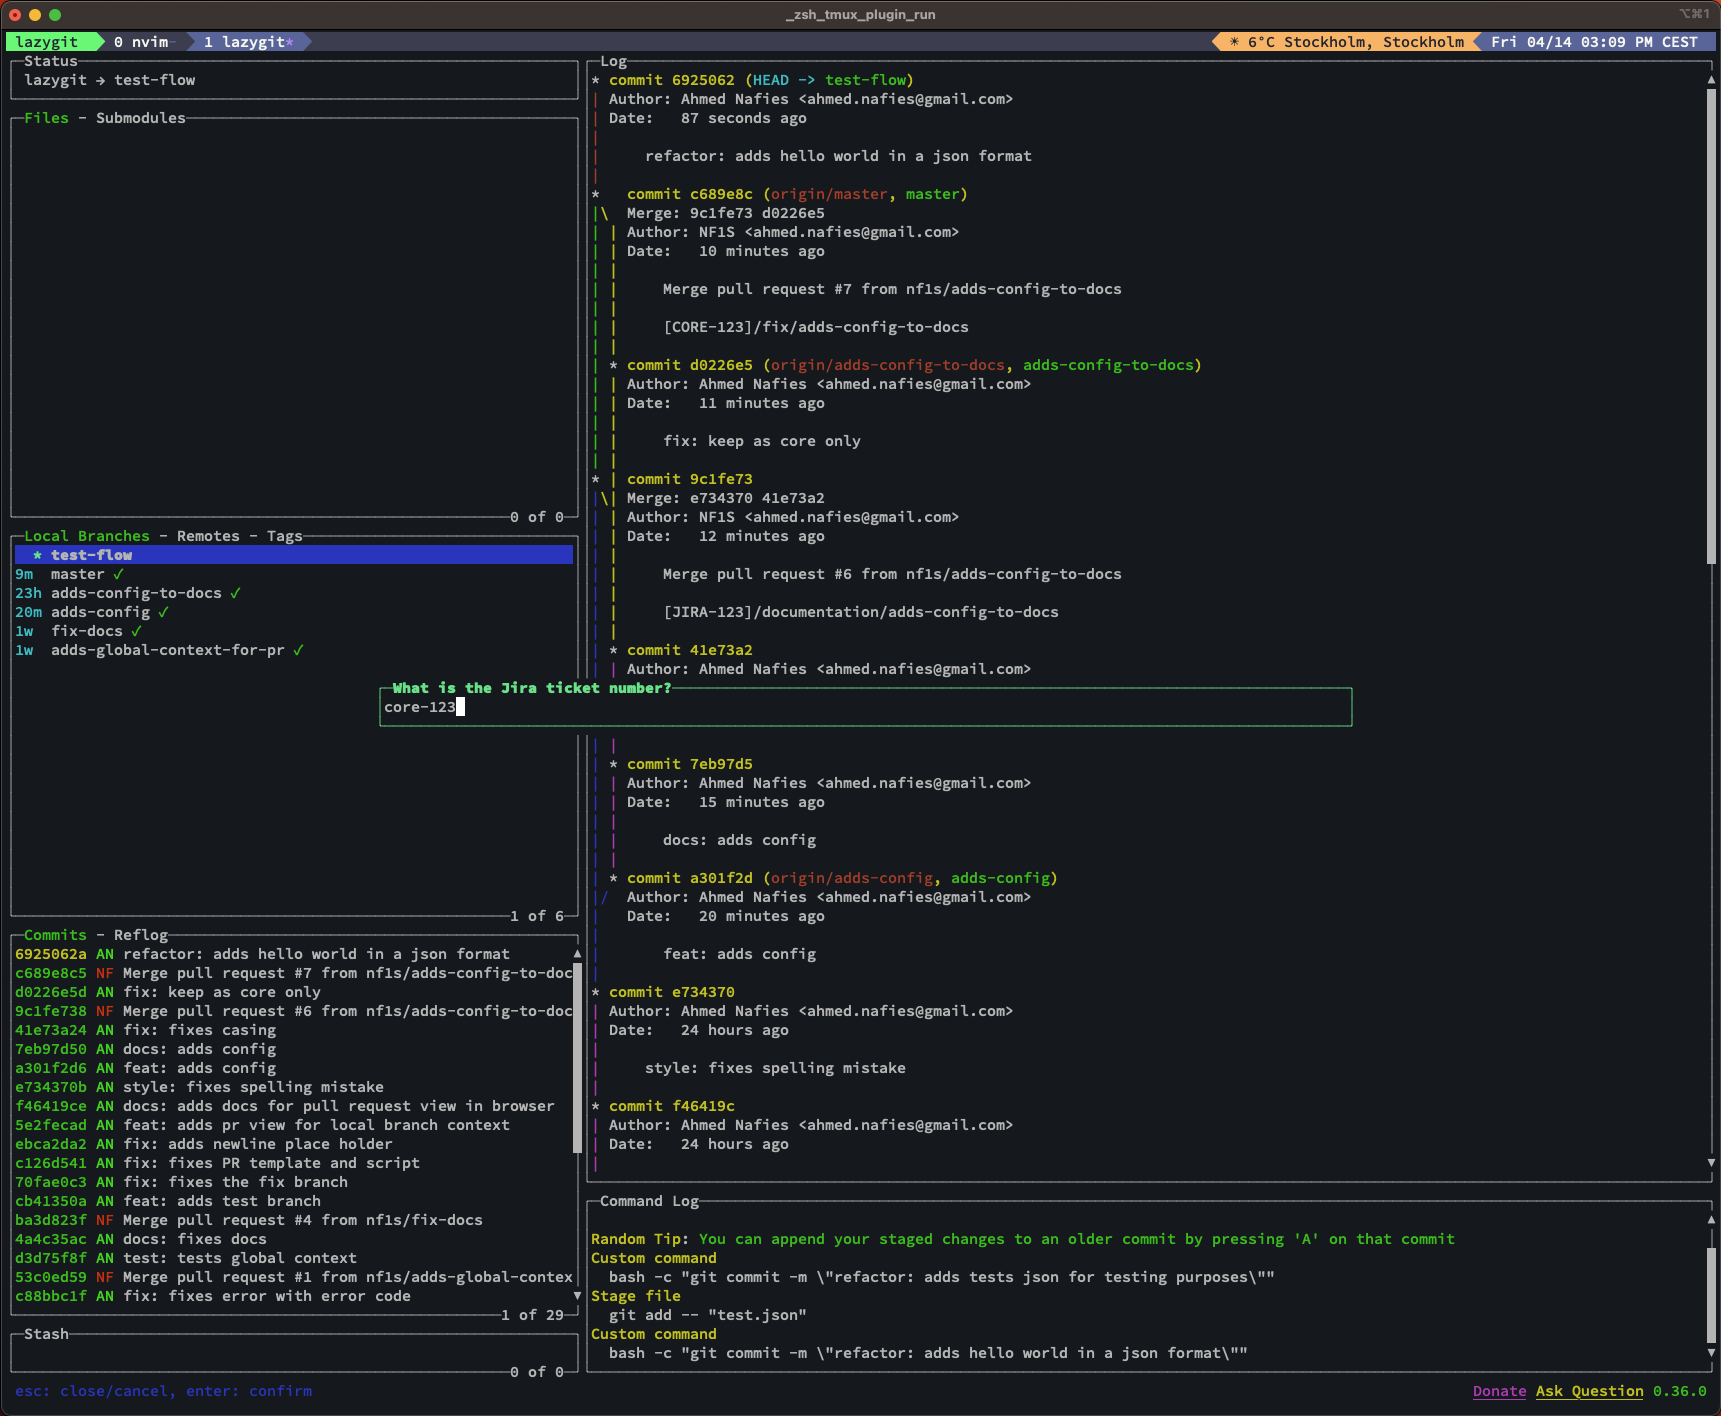 _zsh_tmux_plugin_run
⌥⌘1
lazygit 0 nvim- 1 lazygit* ☀ 6°C Stockholm, Stockholm Fri 04/14 03:09 PM CEST
Status
lazygit → test-flow
Files - Submodules
0 of 0
Local Branches - Remotes - Tags
* test-flow
9m master ✓
23h adds-config-to-docs ✓
20m adds-config ✓
1w fix-docs ✓
1w adds-global-context-for-pr ✓
1 of 6
Commits - Reflog
6925062a AN refactor: adds hello world in a json format
c689e8c5 NF Merge pull request #7 from nf1s/adds-config-to-doc
d0226e5d AN fix: keep as core only
9c1fe738 NF Merge pull request #6 from nf1s/adds-config-to-doc
41e73a24 AN fix: fixes casing
7eb97d50 AN docs: adds config
a301f2d6 AN feat: adds config
e734370b AN style: fixes spelling mistake
f46419ce AN docs: adds docs for pull request view in browser
5e2fecad AN feat: adds pr view for local branch context
ebca2da2 AN fix: adds newline place holder
c126d541 AN fix: fixes PR template and script
70fae0c3 AN fix: fixes the fix branch
cb41350a AN feat: adds test branch
ba3d823f NF Merge pull request #4 from nf1s/fix-docs
4a4c35ac AN docs: fixes docs
d3d75f8f AN test: tests global context
53c0ed59 NF Merge pull request #1 from nf1s/adds-global-contex
c88bbc1f AN fix: fixes error with error code
1 of 29
Stash
0 of 0
Log
* commit 6925062 (HEAD -> test-flow)
Author: Ahmed Nafies <ahmed.nafies@gmail.com>
Date: 87 seconds ago
refactor: adds hello world in a json format
* commit c689e8c (origin/master, master)
Merge: 9c1fe73 d0226e5
Author: NF1S <ahmed.nafies@gmail.com>
Date: 10 minutes ago
Merge pull request #7 from nf1s/adds-config-to-docs
[CORE-123]/fix/adds-config-to-docs
* commit d0226e5 (origin/adds-config-to-docs, adds-config-to-docs)
Author: Ahmed Nafies <ahmed.nafies@gmail.com>
Date: 11 minutes ago
fix: keep as core only
* commit 9c1fe73
Merge: e734370 41e73a2
Author: NF1S <ahmed.nafies@gmail.com>
Date: 12 minutes ago
Merge pull request #6 from nf1s/adds-config-to-docs
[JIRA-123]/documentation/adds-config-to-docs
* commit 41e73a2
Author: Ahmed Nafies <ahmed.nafies@gmail.com>
What is the Jira ticket number?
core-123
* commit 7eb97d5
Author: Ahmed Nafies <ahmed.nafies@gmail.com>
Date: 15 minutes ago
docs: adds config
* commit a301f2d (origin/adds-config, adds-config)
Author: Ahmed Nafies <ahmed.nafies@gmail.com>
Date: 20 minutes ago
feat: adds config
* commit e734370
Author: Ahmed Nafies <ahmed.nafies@gmail.com>
Date: 24 hours ago
style: fixes spelling mistake
* commit f46419c
Author: Ahmed Nafies <ahmed.nafies@gmail.com>
Date: 24 hours ago
Command Log
Random Tip: You can append your staged changes to an older commit by pressing 'A' on that commit
Custom command
bash -c "git commit -m \"refactor: adds tests json for testing purposes\""
Stage file
git add -- "test.json"
Custom command
bash -c "git commit -m \"refactor: adds hello world in a json format\""
esc: close/cancel, enter: confirm
Donate Ask Question 0.36.0